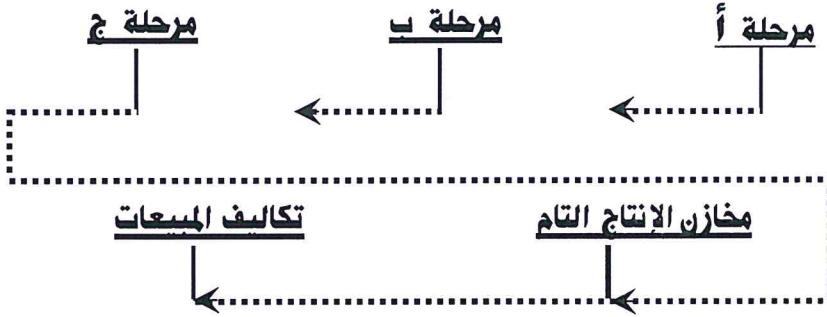 مرحلة أ مرحلة ب مرحلة ج
مخازن الإنتاج التام تكاليف المبيعات